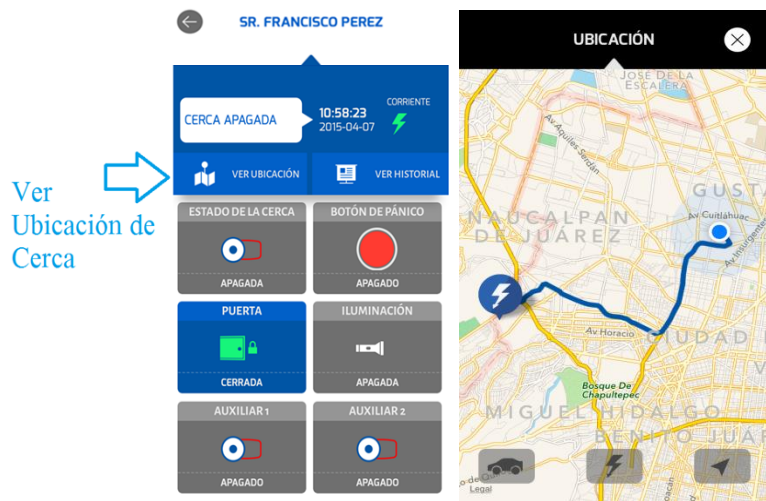 Ver
Ubicación de
Cerca
SR. FRANCISCO PEREZ
CERCA APAGADA
10:58:23
2015-04-07
CORRIENTE
VER UBICACIÓN
VER HISTORIAL
ESTADO DE LA CERCA
APAGADA
BOTÓN DE PÁNICO
APAGADO
PUERTA
CERRADA
ILUMINACIÓN
APAGADA
AUXILIAR 1
APAGADO
AUXILIAR 2
APAGADO
UBICACIÓN
JOSÉ DE LA
ESCALERA
Av Aquiles Serdán
GUSTA
NAUCALPAN
DE JUÁREZ
Av Cuitláhuac
Av Insurgentes
Av Horacio
CIUDAD
Bosque De
Chapultepec
MIGUEL HIDALGO
BENITO JUÁR
Legal